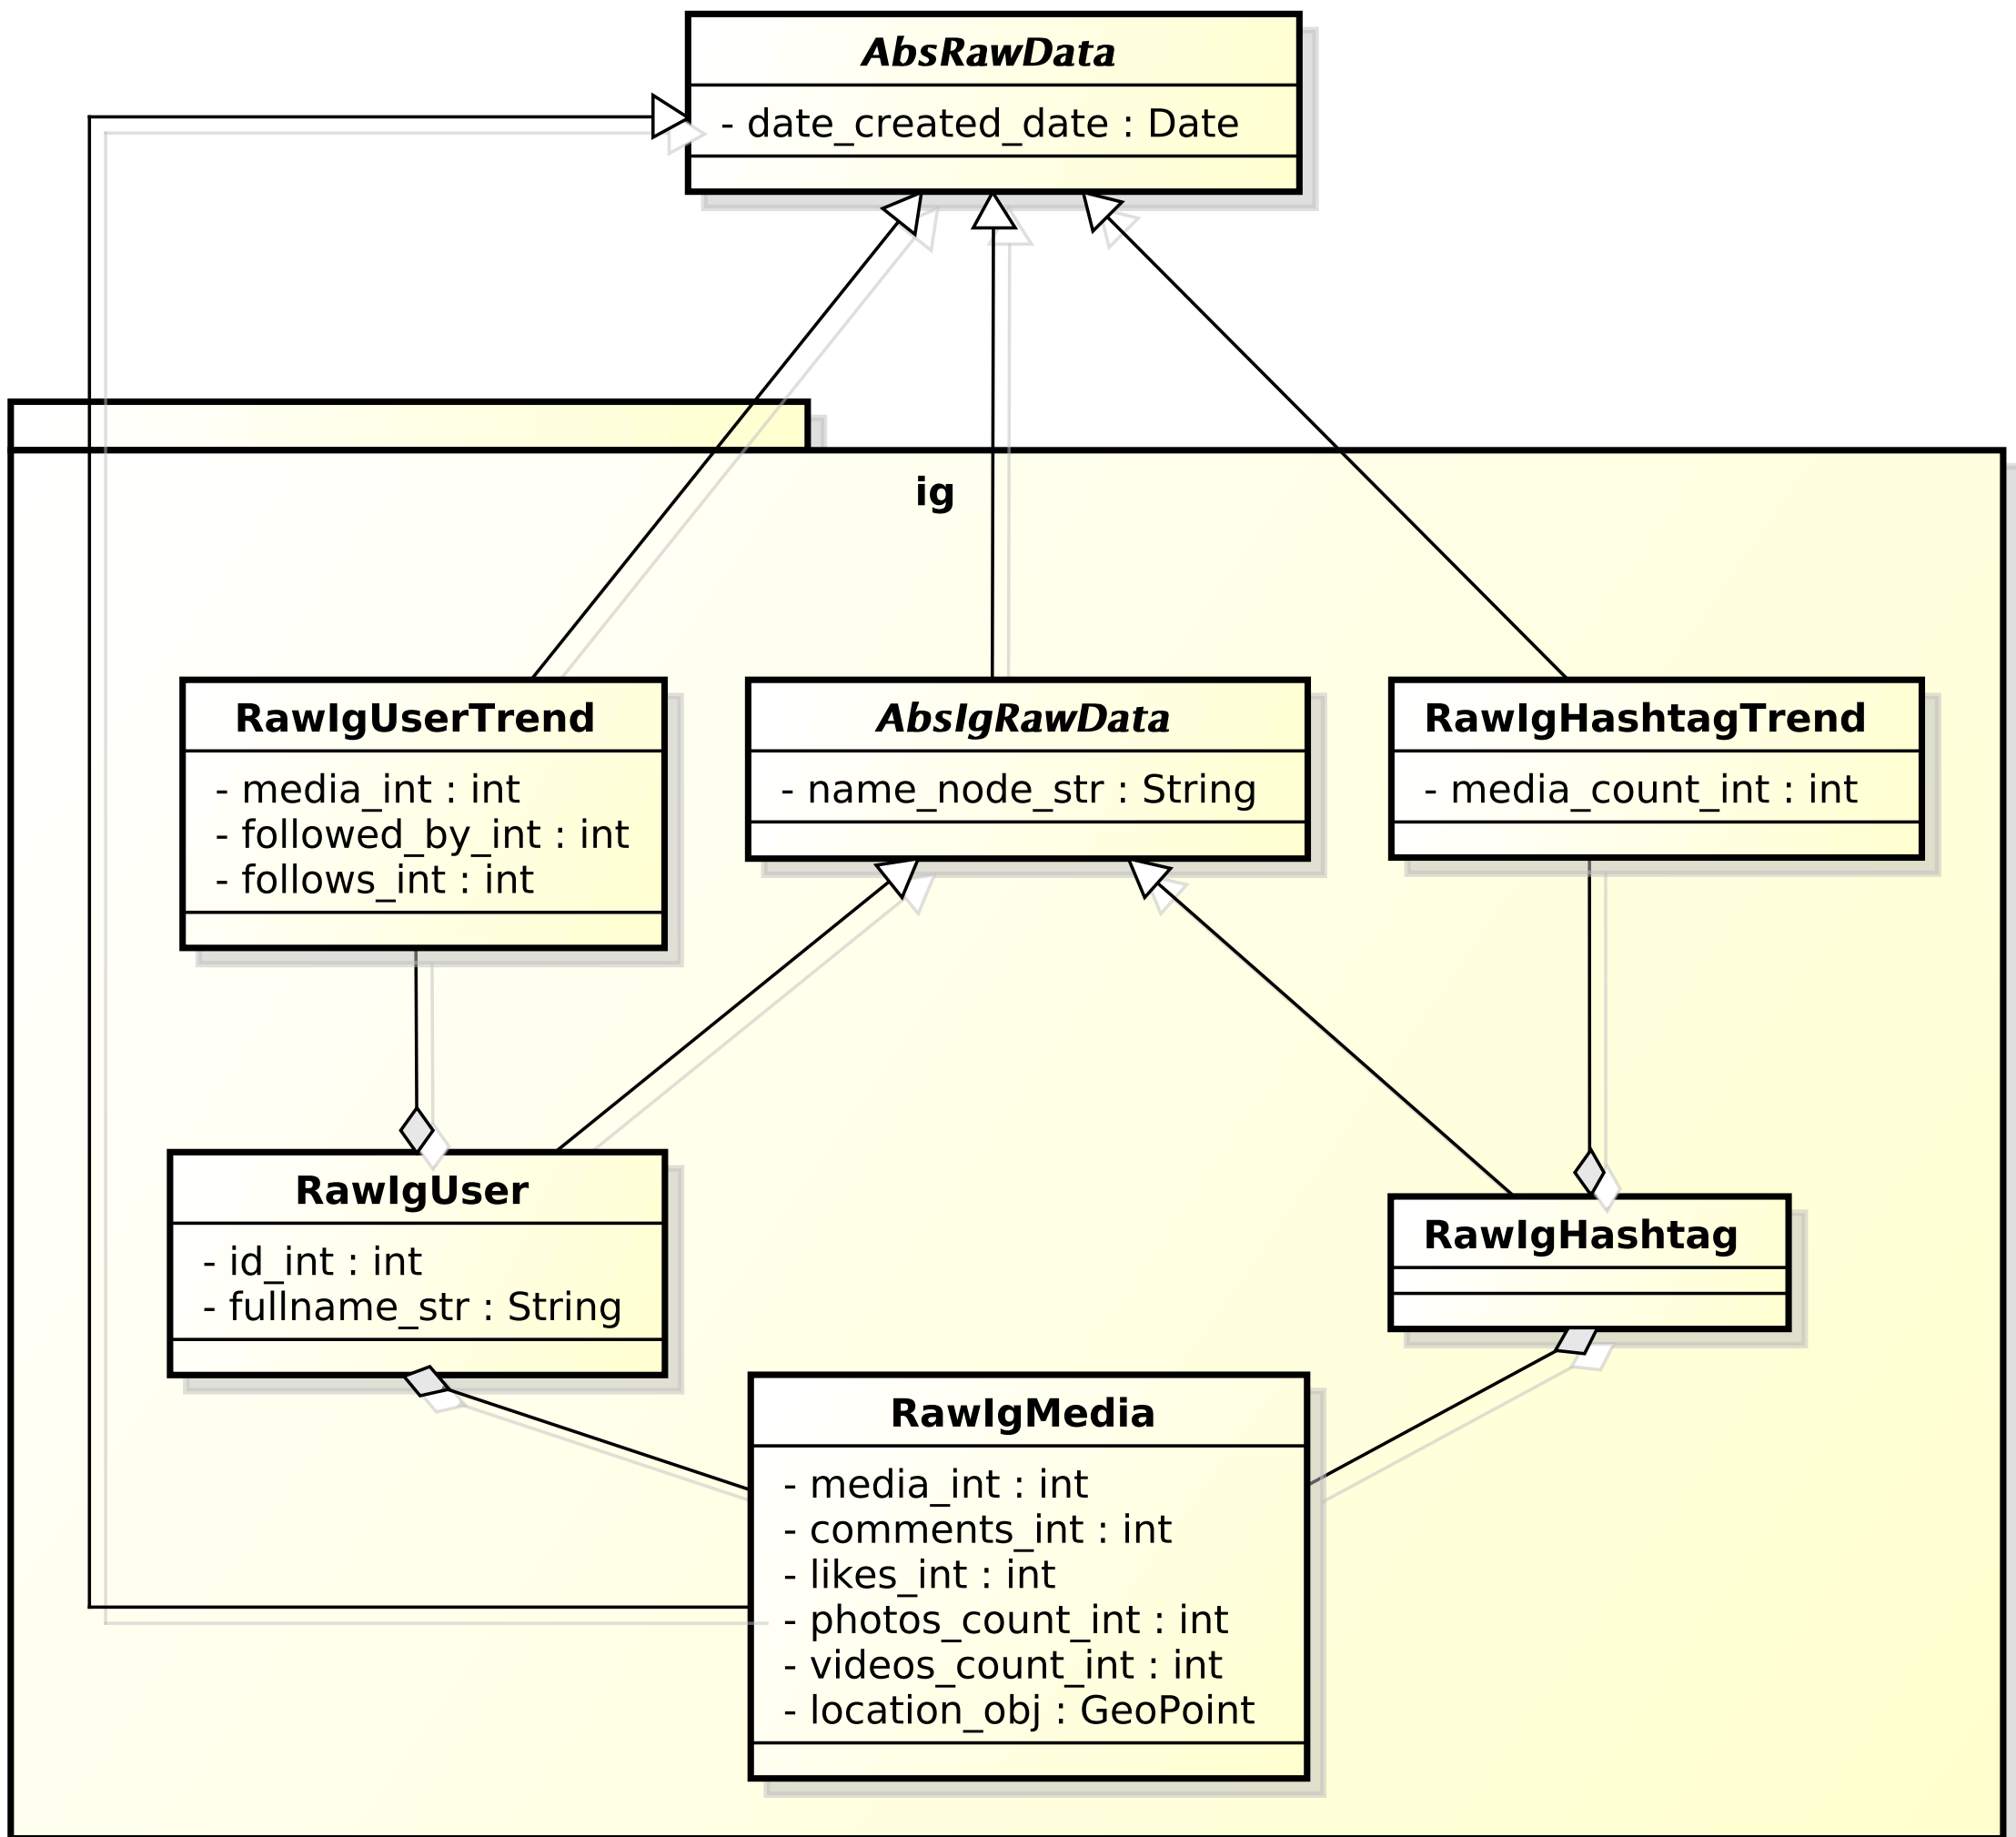 AbsRawData
- date_created_date : Date
ig
RawIgUserTrend
- media_int : int
- followed_by_int : int
- follows_int : int
AbsIgRawData
- name_node_str : String
RawIgHashtagTrend
- media_count_int : int
RawIgUser
- id_int : int
- fullname_str : String
RawIgHashtag
RawIgMedia
- media_int : int
- comments_int : int
- likes_int : int
- photos_count_int : int
- videos_count_int : int
- location_obj : GeoPoint